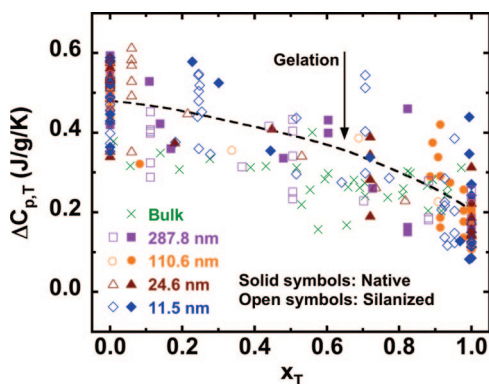 ΔC_p,T (J/g/K)
0.6
0.4
0.2
0.0
Gelation
Bulk
287.8 nm
110.6 nm
24.6 nm
11.5 nm
Solid symbols: Native
Open symbols: Silanized
0.0 0.2 0.4 0.6 0.8 1.0
x_T